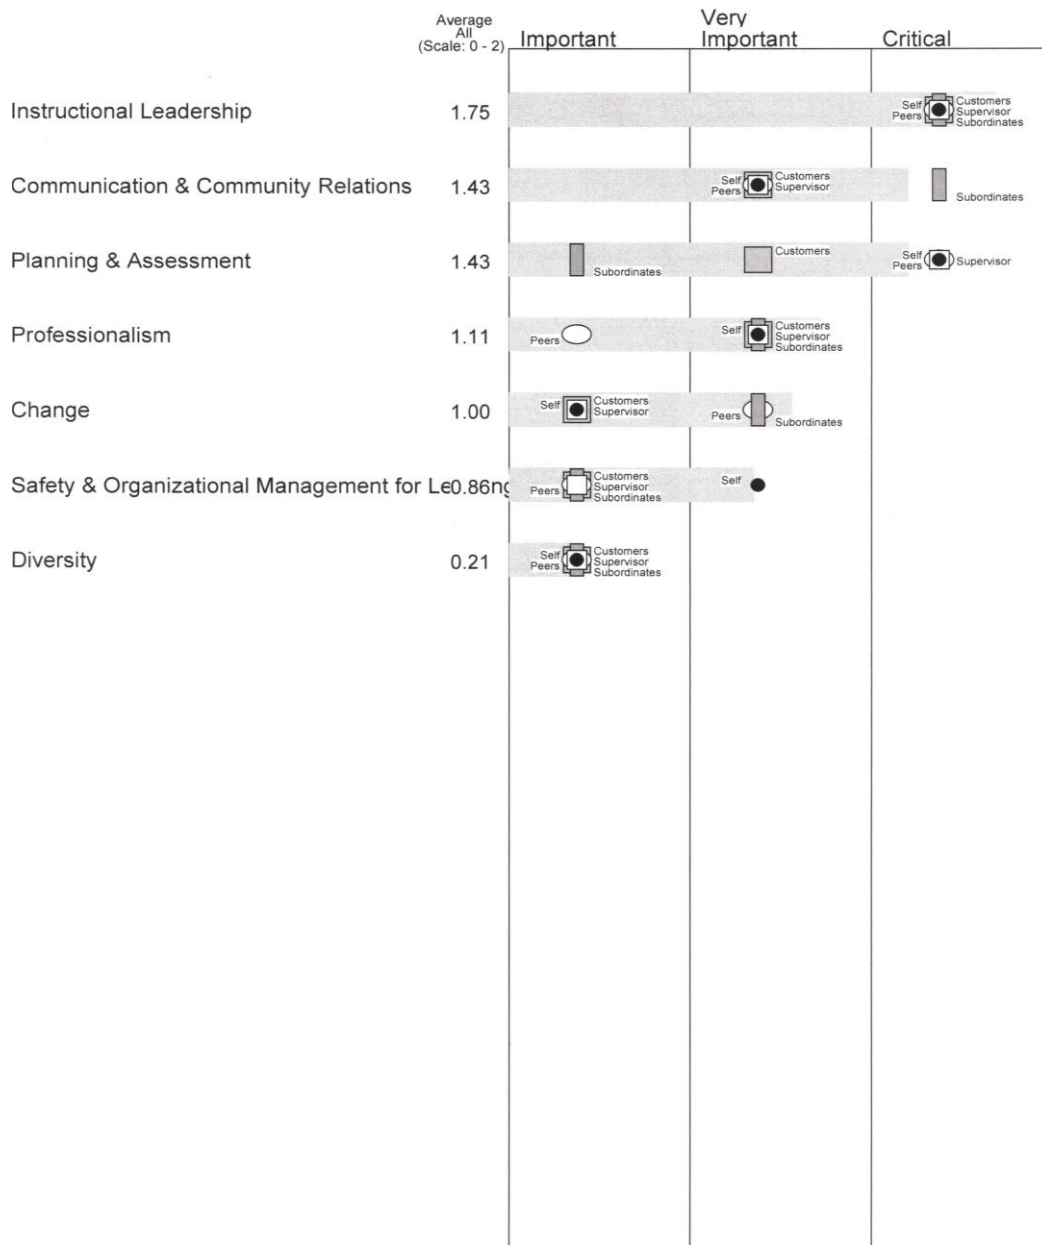 Average
All
(Scale: 0 - 2)
Important
Very
Important
Critical
Instructional Leadership 1.75
Self
Peers
Customers
Supervisor
Subordinates
Communication & Community Relations 1.43
Self
Peers
Customers
Supervisor
Subordinates
Planning & Assessment 1.43
Subordinates
Customers
Self
Peers
Supervisor
Professionalism 1.11
Peers
Self
Customers
Supervisor
Subordinates
Change 1.00
Self
Customers
Supervisor
Peers
Subordinates
Safety & Organizational Management for 0.86
Peers
Customers
Supervisor
Subordinates
Self
Diversity 0.21
Self
Peers
Customers
Supervisor
Subordinates